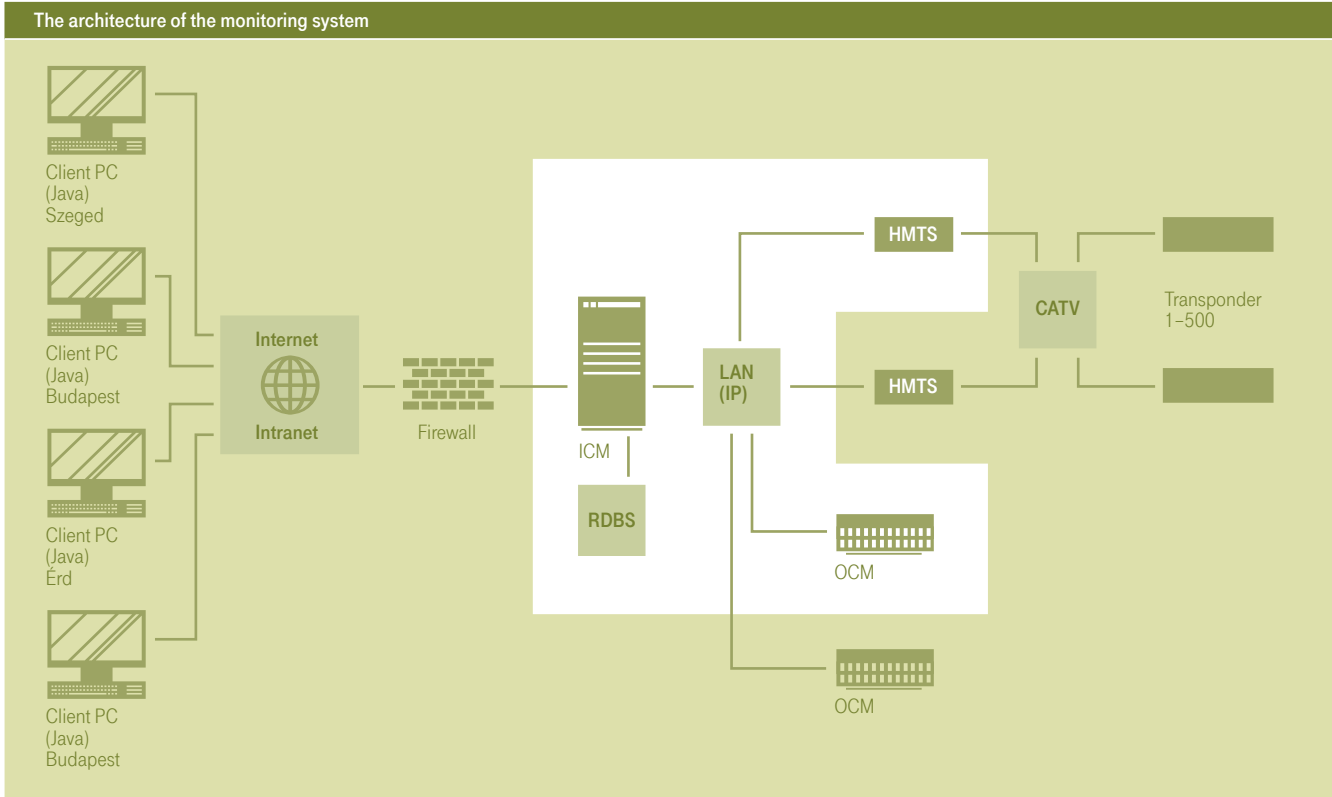 The architecture of the monitoring system
Client PC
(Java)
Szeged
Client PC
(Java)
Budapest
Client PC
(Java)
Érd
Client PC
(Java)
Budapest
Internet
Intranet
Firewall
ICM
RDBS
LAN
(IP)
HMTS
HMTS
OCM
OCM
CATV
Transponder
1–500